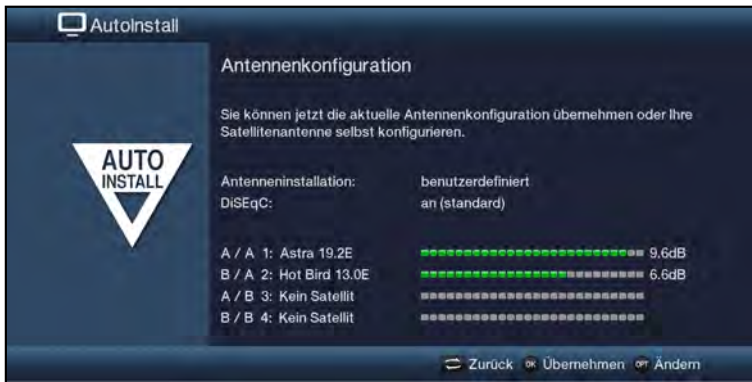 AutoInstall
Antennenkonfiguration
Sie können jetzt die aktuelle Antennenkonfiguration übernehmen oder Ihre
Satellitenantenne selbst konfigurieren.
AUTO
INSTALL
Antenneninstallation: benutzerdefiniert
DiSEqC: an (standard)
A / A 1: Astra 19.2E 9.6dB
B / A 2: Hot Bird 13.0E 6.6dB
A / B 3: Kein Satellit
B / B 4: Kein Satellit
Zurück OK Übernehmen OPT Ändern